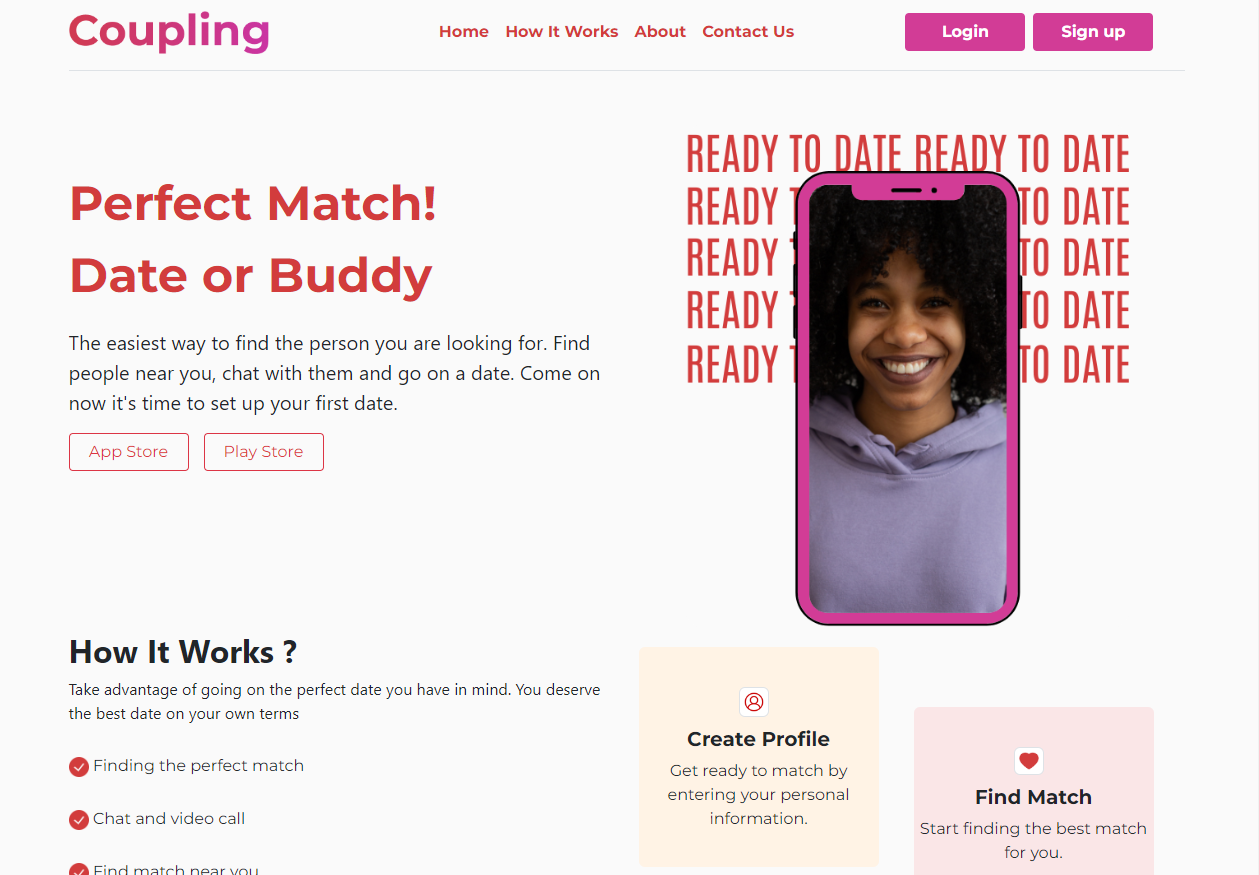 Coupling
Home How It Works About Contact Us
Login Sign up
READY TO DATE READY TO DATE
READY TO DATE
READY TO DATE
READY TO DATE
READY TO DATE
Perfect Match!
Date or Buddy
The easiest way to find the person you are looking for. Find
people near you, chat with them and go on a date. Come on
now it's time to set up your first date.
App Store Play Store
How It Works ?
Take advantage of going on the perfect date you have in mind. You deserve
the best date on your own terms
Finding the perfect match
Chat and video call
Find match near you
Create Profile
Get ready to match by
entering your personal
information.
Find Match
Start finding the best match
for you.